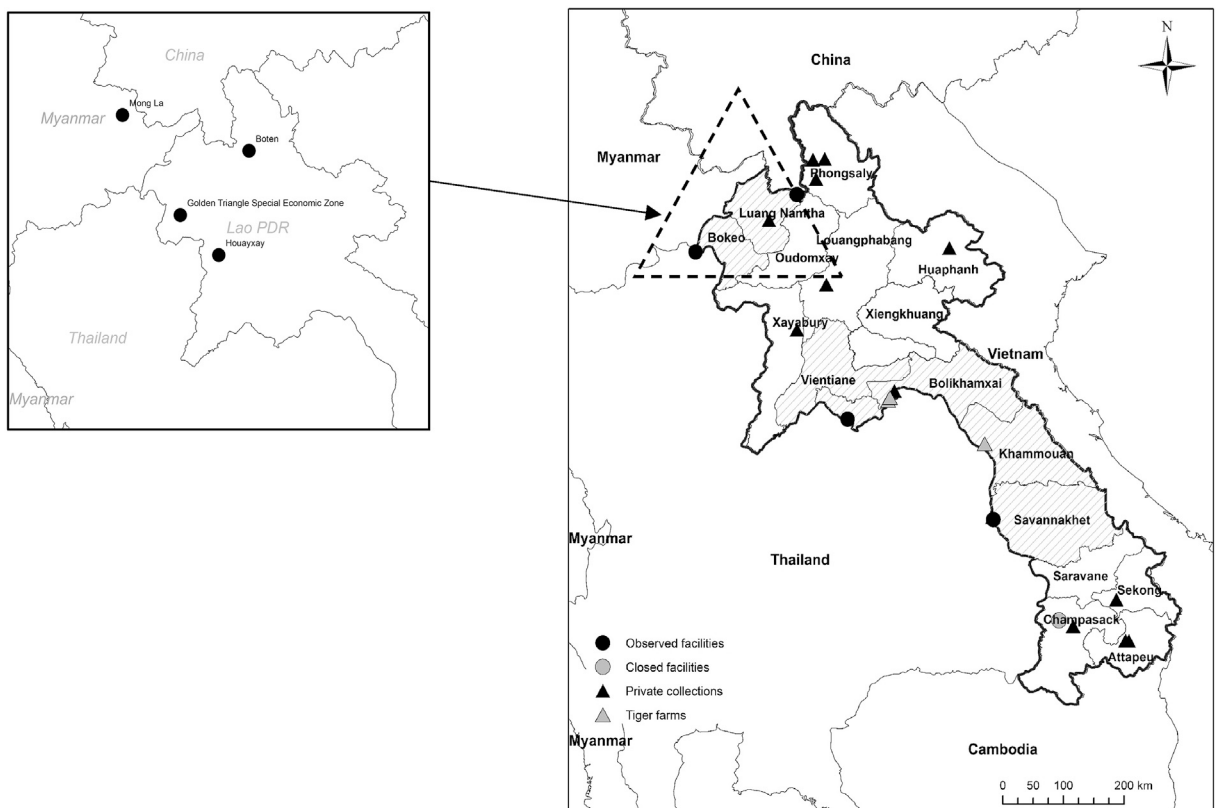 China
Mong La
Myanmar
Boten
Golden Triangle Special Economic Zone
Lao PDR
Houayxay
Thailand
Myanmar
N
China
Myanmar
Phongsaly
Luang Namtha
Louangphabang
Bokeo
Oudomxay
Huaphanh
Xiengkhuang
Xayabury
Vietnam
Vientiane
Bolikhamxai
Khammouan
Savannakhet
Myanmar
Thailand
Saravane
Sekong
Champasack
Attapeu
Observed facilities
Closed facilities
Private collections
Tiger farms
Myanmar
Cambodia
0 50 100 200 km